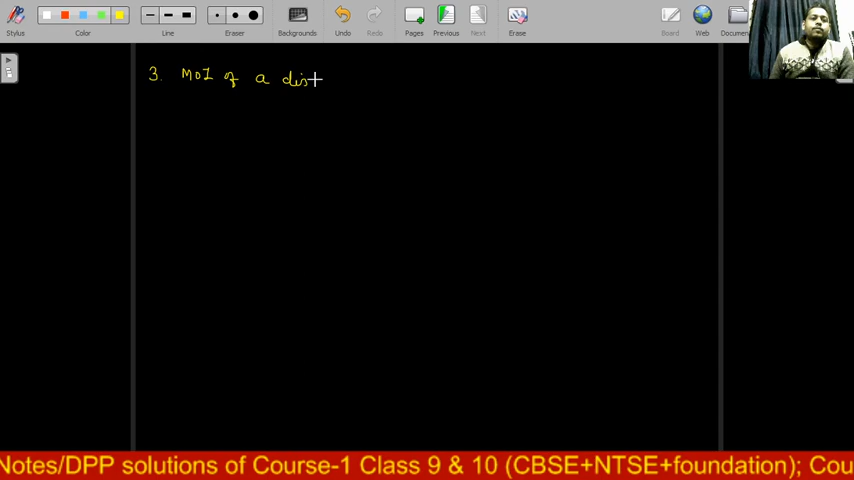 Stylus
Color
Line
Eraser
Backgrounds
Undo
Redo
Pages
Previous
Next
Erase
Board
Web
Documen
3. MOI of a dis
Notes/DPP solutions of Course-1 Class 9 & 10 (CBSE+NTSE+foundation); Cou